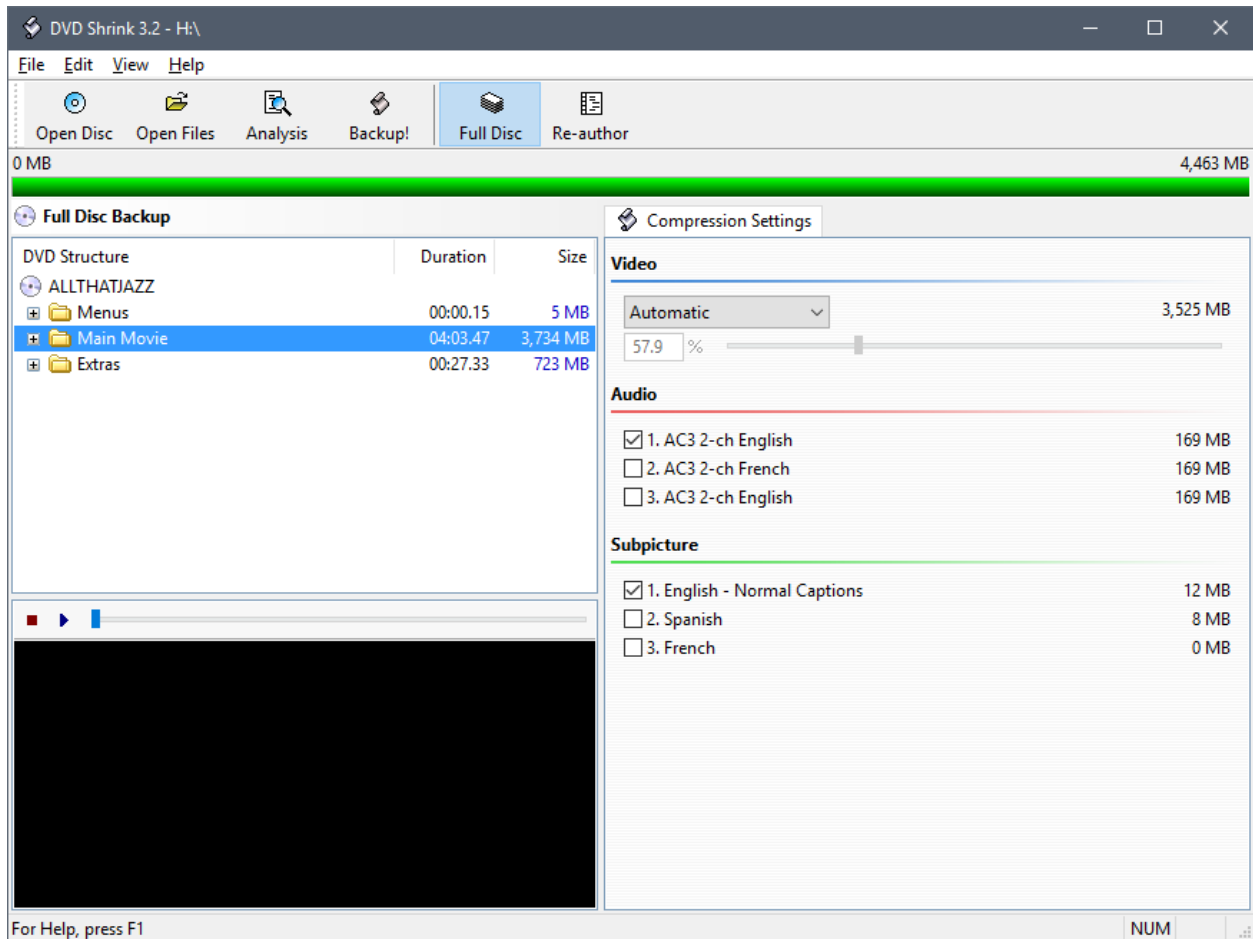 DVD Shrink 3.2 - H:\
File Edit View Help
Open Disc Open Files Analysis Backup! Full Disc Re-author
0 MB 4,463 MB
Full Disc Backup
DVD Structure Duration Size
ALLTHATJAZZ
Menus 00:00.15 5 MB
Main Movie 04:03.47 3,734 MB
Extras 00:27.33 723 MB
Compression Settings
Video
Automatic 3,525 MB
57.9 %
Audio
1. AC3 2-ch English 169 MB
2. AC3 2-ch French 169 MB
3. AC3 2-ch English 169 MB
Subpicture
1. English - Normal Captions 12 MB
2. Spanish 8 MB
3. French 0 MB
For Help, press F1 NUM